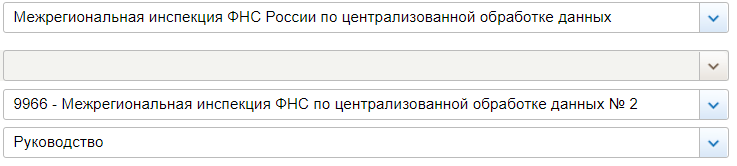 Межрегиональная инспекция ФНС России по централизованной обработке данных
9966 - Межрегиональная инспекция ФНС по централизованной обработке данных № 2
Руководство